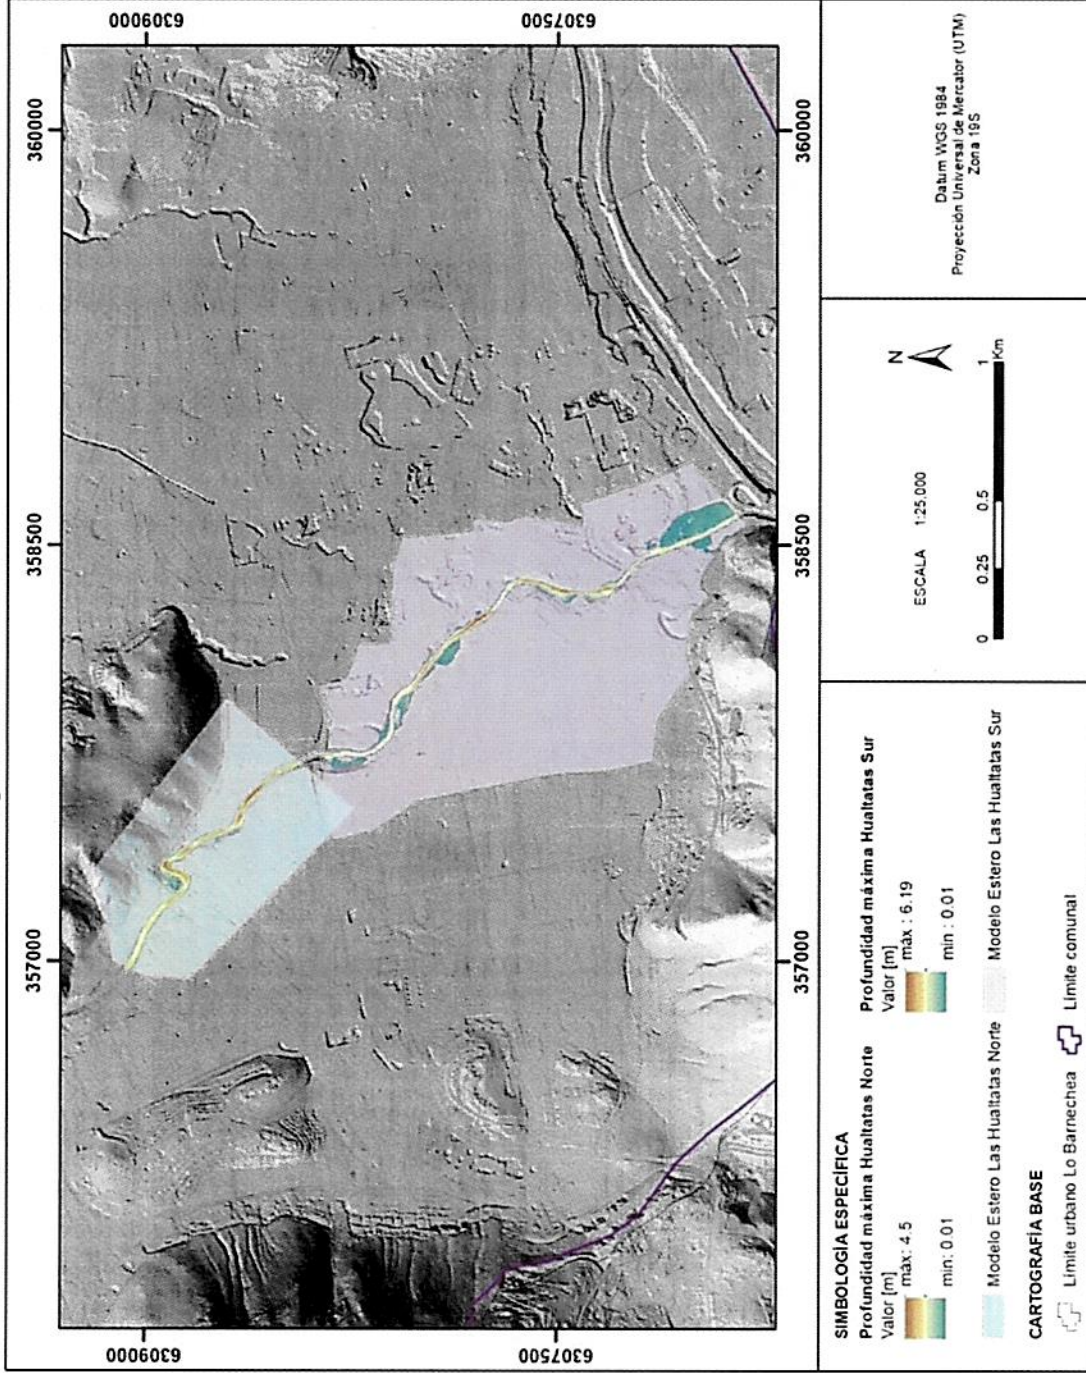 357000
358500
360000
6309000
6309000
6307500
6307500
357000
358500
360000
SIMBOLOGÍA ESPECÍFICA
Profundidad máxima Hualtatas Norte
Valor [m]
máx: 4.5
min: 0.01
Profundidad máxima Hualtatas Sur
Valor [m]
máx : 6.19
min : 0.01
Modelo Estero Las Hualtatas Norte
Modelo Estero Las Hualtatas Sur
CARTOGRAFÍA BASE
Límite urbano Lo Barnechea
Límite comunal
ESCALA 1:25.000
N
0 0.25 0.5 1
Km
Datum WGS 1984
Proyección Universal de Mercator (UTM)
Zona 19S